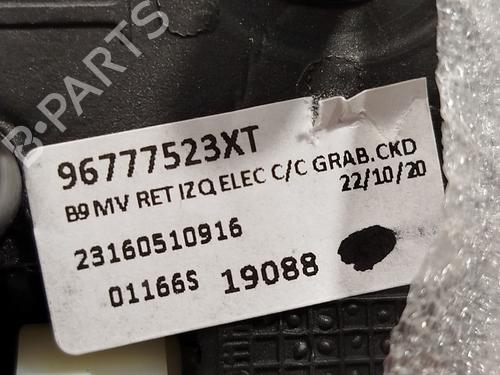 B-PARTS
96777523XT
B9 MV RET IZQ ELEC C/C GRAB.CKD
22/10/20
23160510916
01166S 19088